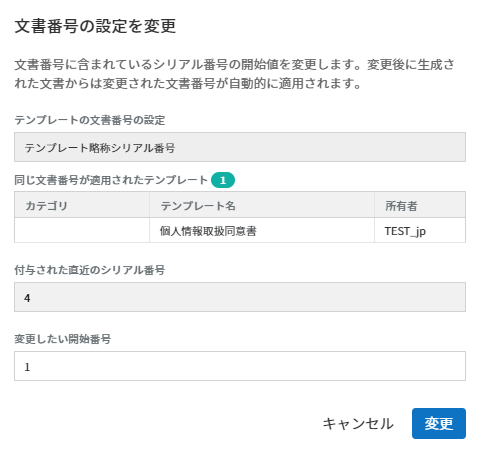 文書番号の設定を変更
文書番号に含まれているシリアル番号の開始値を変更します。変更後に生成さ
れた文書からは変更された文書番号が自動的に適用されます。
テンプレートの文書番号の設定
テンプレート略称シリアル番号
同じ文書番号が適用されたテンプレート 1
カテゴリ テンプレート名 所有者
個人情報取扱同意書 TEST_jp
付与された直近のシリアル番号
4
変更したい開始番号
1
キャンセル 変更